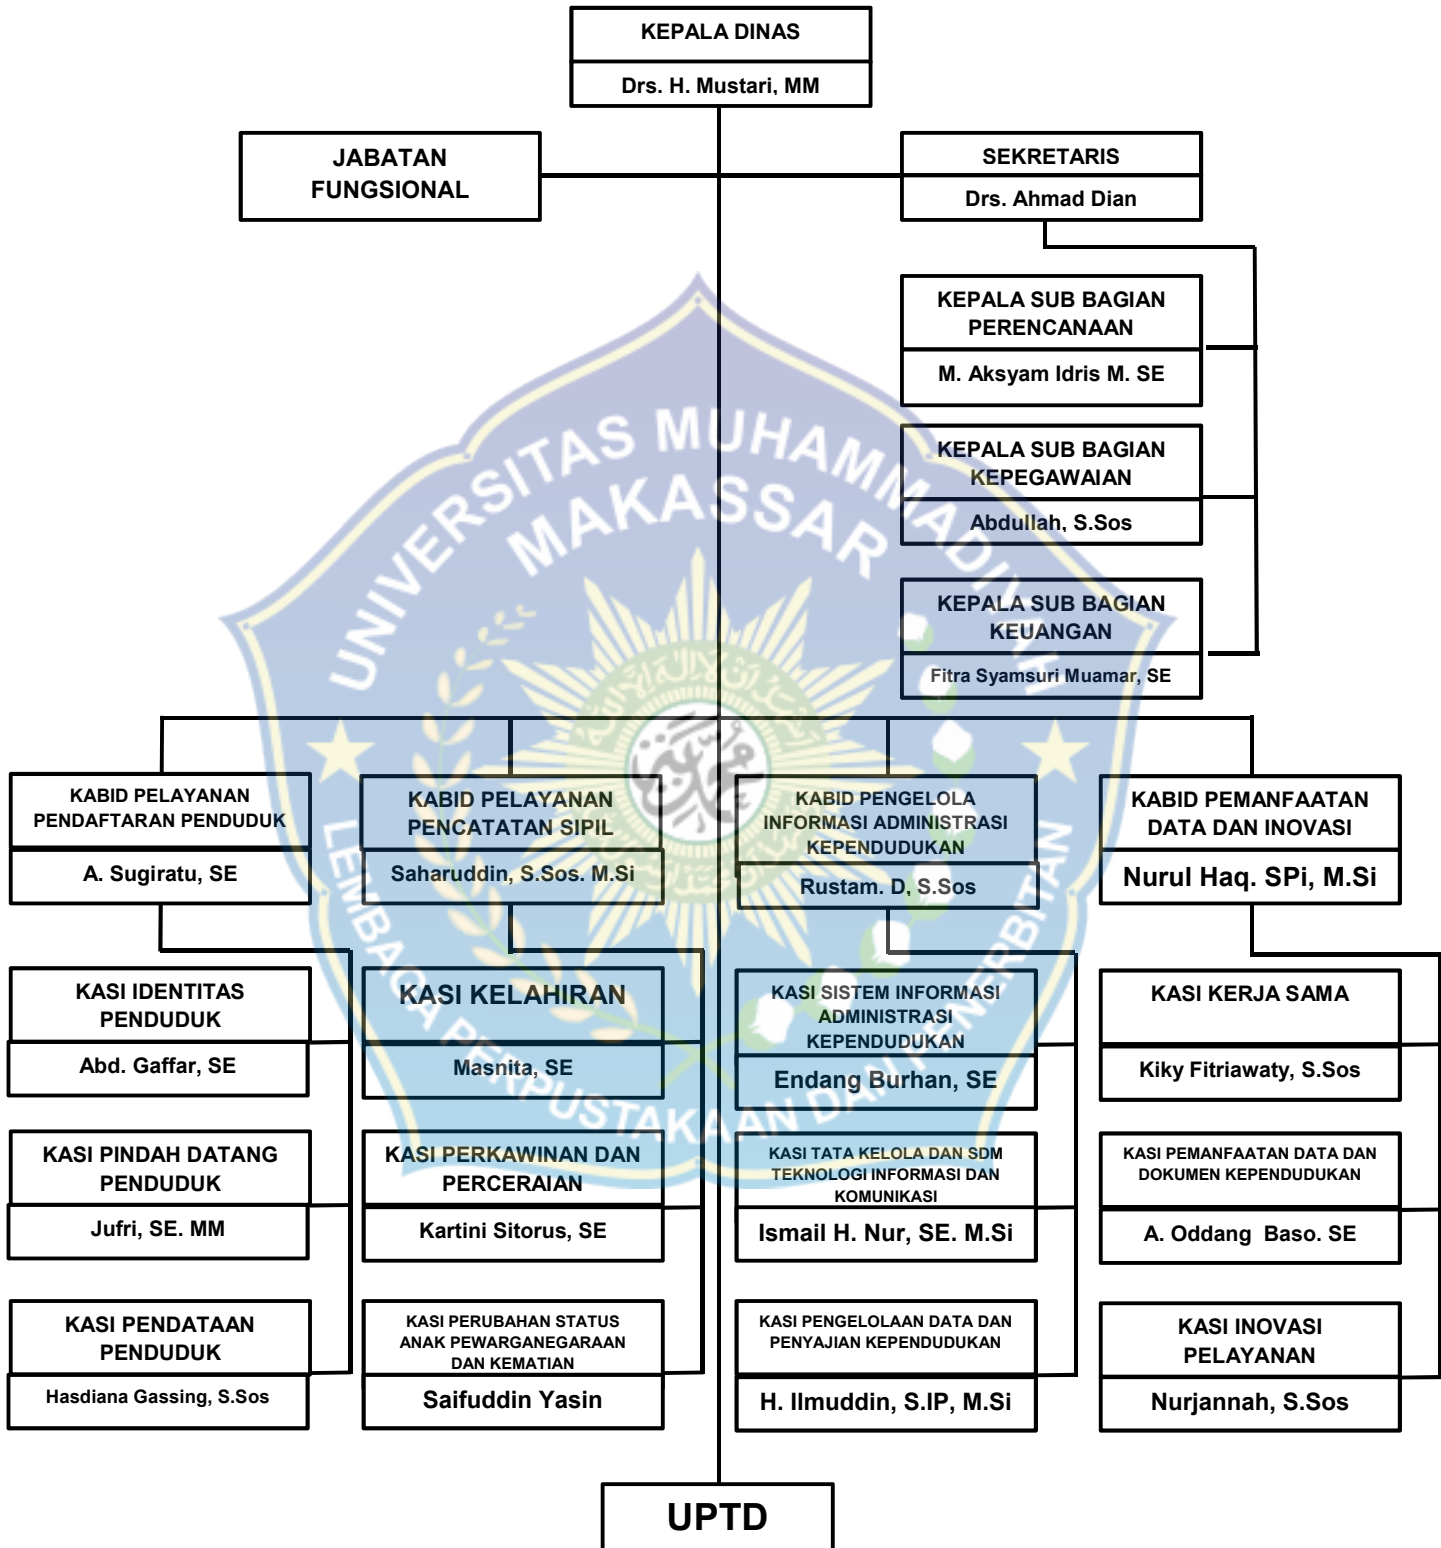 KEPALA DINAS
Drs. H. Mustari, MM
JABATAN
FUNGSIONAL
SEKRETARIS
Drs. Ahmad Dian
KEPALA SUB BAGIAN
PERENCANAAN
M. Aksyam Idris M. SE
KEPALA SUB BAGIAN
KEPEGAWAIAN
Abdullah, S.Sos
KEPALA SUB BAGIAN
KEUANGAN
Fitra Syamsuri Muamar, SE
UNIVERSITAS MUHAMMADIYAH
MAKASSAR
LEMBAGA PERPUSTAKAAN DAN PENERBITAN
KABID PELAYANAN
PENDAFTARAN PENDUDUK
A. Sugiratu, SE
KABID PELAYANAN
PENCATATAN SIPIL
Saharuddin, S.Sos. M.Si
KABID PENGELOLA
INFORMASI ADMINISTRASI
KEPENDUDUKAN
Rustam. D, S.Sos
KABID PEMANFAATAN
DATA DAN INOVASI
Nurul Haq. SPi, M.Si
KASI IDENTITAS
PENDUDUK
Abd. Gaffar, SE
KASI KELAHIRAN
Masnita, SE
KASI SISTEM INFORMASI
ADMINISTRASI
KEPENDUDUKAN
Endang Burhan, SE
KASI KERJA SAMA
Kiky Fitriawaty, S.Sos
KASI PINDAH DATANG
PENDUDUK
Jufri, SE. MM
KASI PERKAWINAN DAN
PERCERAIAN
Kartini Sitorus, SE
KASI TATA KELOLA DAN SDM
TEKNOLOGI INFORMASI DAN
KOMUNIKASI
Ismail H. Nur, SE. M.Si
KASI PEMANFAATAN DATA DAN
DOKUMEN KEPENDUDUKAN
A. Oddang  Baso. SE
KASI PENDATAAN
PENDUDUK
Hasdiana Gassing, S.Sos
KASI PERUBAHAN STATUS
ANAK PEWARGANEGARAAN
DAN KEMATIAN
Saifuddin Yasin
KASI PENGELOLAAN DATA DAN
PENYAJIAN KEPENDUDUKAN
H. Ilmuddin, S.IP, M.Si
KASI INOVASI
PELAYANAN
Nurjannah, S.Sos
UPTD